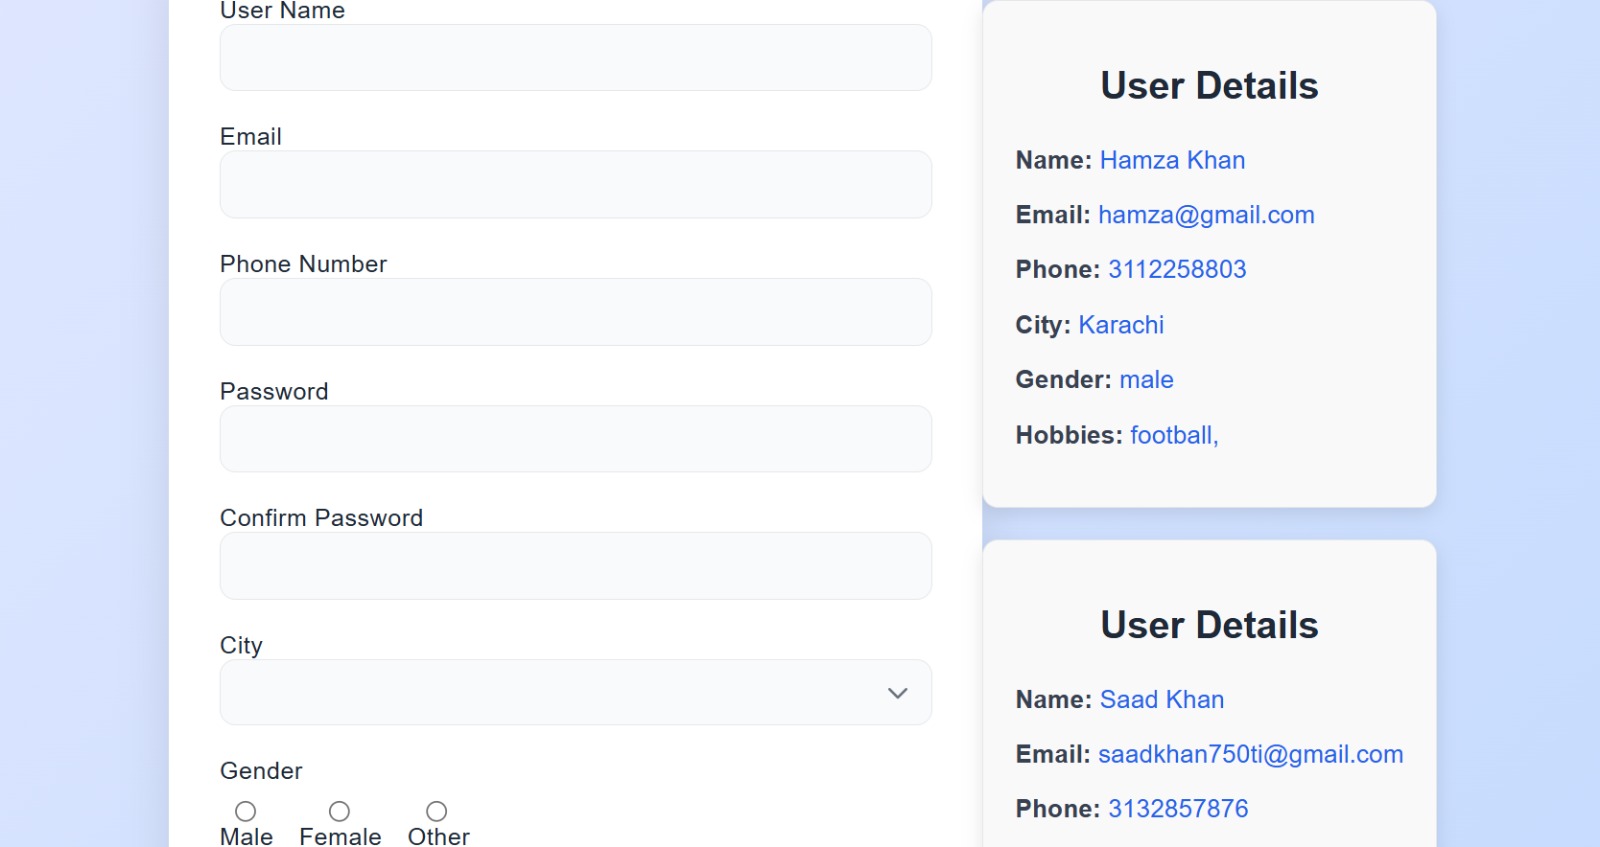 User Name
Email
Phone Number
Password
Confirm Password
City
Gender
Male Female Other
User Details
Name: Hamza Khan
Email: hamza@gmail.com
Phone: 3112258803
City: Karachi
Gender: male
Hobbies: football,
User Details
Name: Saad Khan
Email: saadkhan750ti@gmail.com
Phone: 3132857876